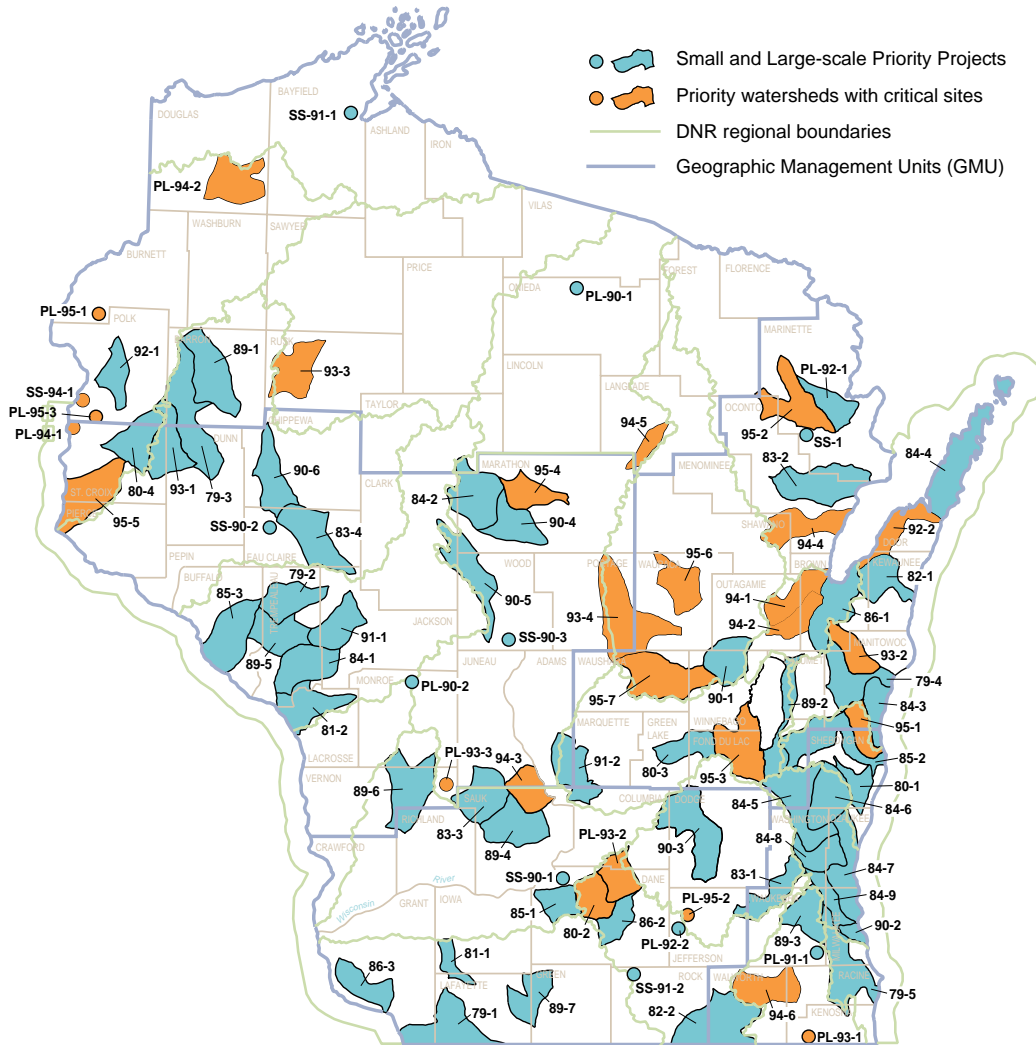 Small and Large-scale Priority Projects
Priority watersheds with critical sites
DNR regional boundaries
Geographic Management Units (GMU)
BAYFIELD
DOUGLAS
SS-91-1
ASHLAND
IRON
PL-94-2
VILAS
WASHBURN
SAWYER
BURNETT
PRICE
FOREST
FLORENCE
ONEIDA
PL-90-1
PL-95-1
POLK
MARINETTE
BARRON
RUSK
92-1
89-1
93-3
LINCOLN
PL-92-1
SS-94-1
TAYLOR
LANGLADE
OCONTO
PL-95-3
CHIPPEWA
94-5
95-2
PL-94-1
DUNN
SS-1
84-4
MARATHON
MENOMINEE
83-2
90-6
95-4
CLARK
84-2
ST. CROIX
80-4
93-1
79-3
PIERCE
95-5
90-4
SS-90-2
83-4
SHAWANO
94-4
DOOR
92-2
PEPIN
EAU CLAIRE
WOOD
PORTAGE
WAUPACA
95-6
BROWN
KEWAUNEE
BUFFALO
79-2
TREMPEALEAU
OUTAGAMIE
82-1
85-3
94-1
JACKSON
90-5
93-4
86-1
91-1
94-2
94-2
MANITOWOC
89-5
SS-90-3
84-1
JUNEAU
ADAMS
WAUSHARA
CALUMET
93-2
MONROE
PL-90-2
95-7
90-1
79-4
89-2
84-3
MARQUETTE
GREEN
LAKE
WINNEBAGO
95-1
81-2
FOND DU LAC
SHEBOYGAN
LACROSSE
PL-93-3
94-3
91-2
80-3
95-3
85-2
VERNON
89-6
80-1
SAUK
COLUMBIA
DODGE
84-5
84-6
RICHLAND
83-3
WASHINGTON
OZAUKEE
CRAWFORD
89-4
PL-93-2
90-3
84-8
84-7
River
SS-90-1
DANE
83-1
GRANT
IOWA
84-9
Wisconsin
85-1
PL-95-2
WAUKESHA
80-2
86-2
90-2
PL-92-2
89-3
MILWAUKEE
81-1
JEFFERSON
PL-91-1
86-3
GREEN
SS-91-2
ROCK
WALWORTH
RACINE
LAFAYETTE
89-7
79-5
79-1
82-2
94-6
KENOSHA
PL-93-1